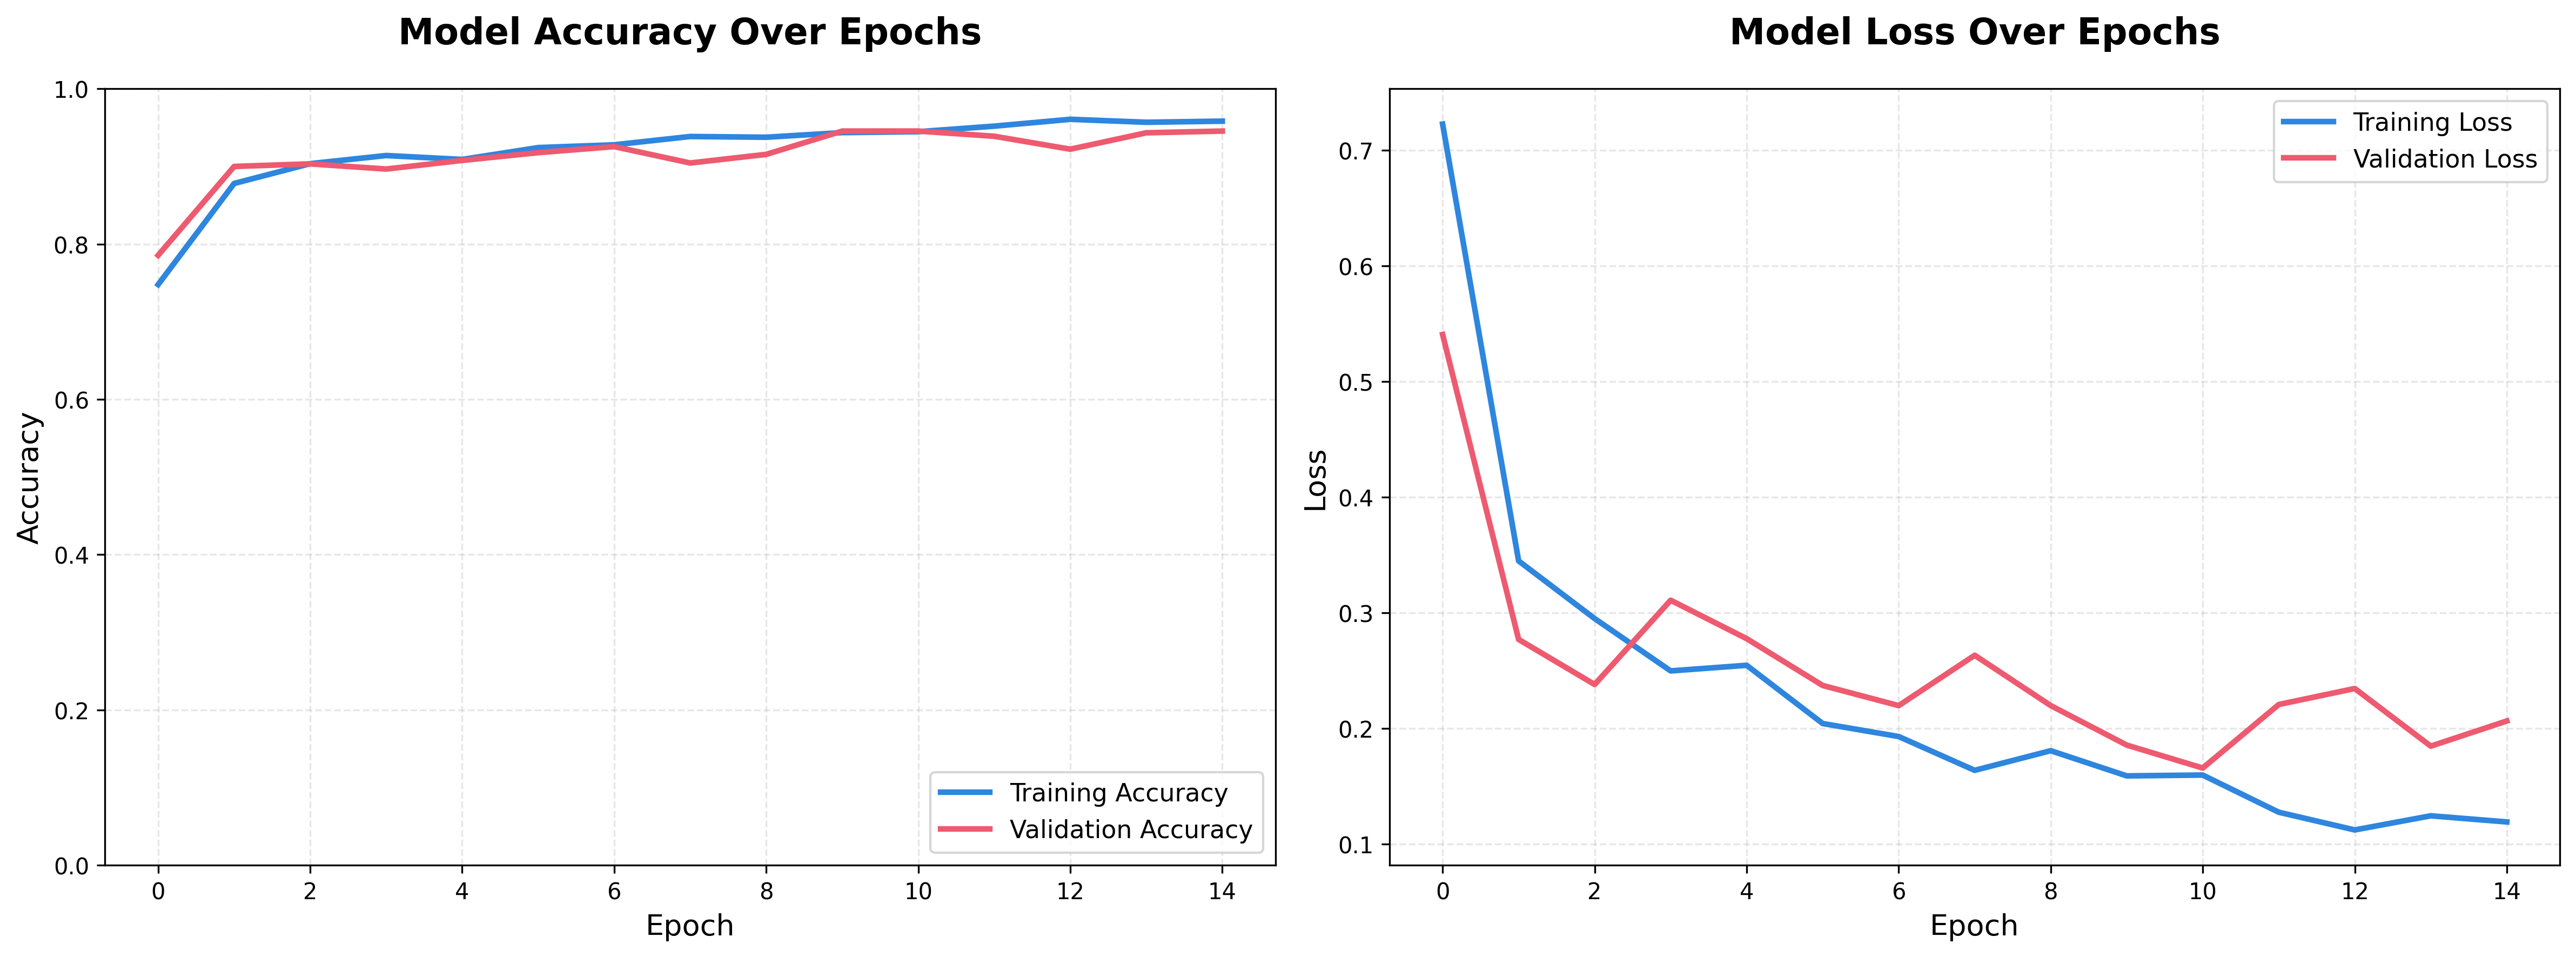 Model Accuracy Over Epochs
1.0
0.8
0.6
0.4
0.2
0.0
Accuracy
0 2 4 6 8 10 12 14
Epoch
Training Accuracy
Validation Accuracy
Model Loss Over Epochs
0.7
0.6
0.5
0.4
0.3
0.2
0.1
Loss
0 2 4 6 8 10 12 14
Epoch
Training Loss
Validation Loss